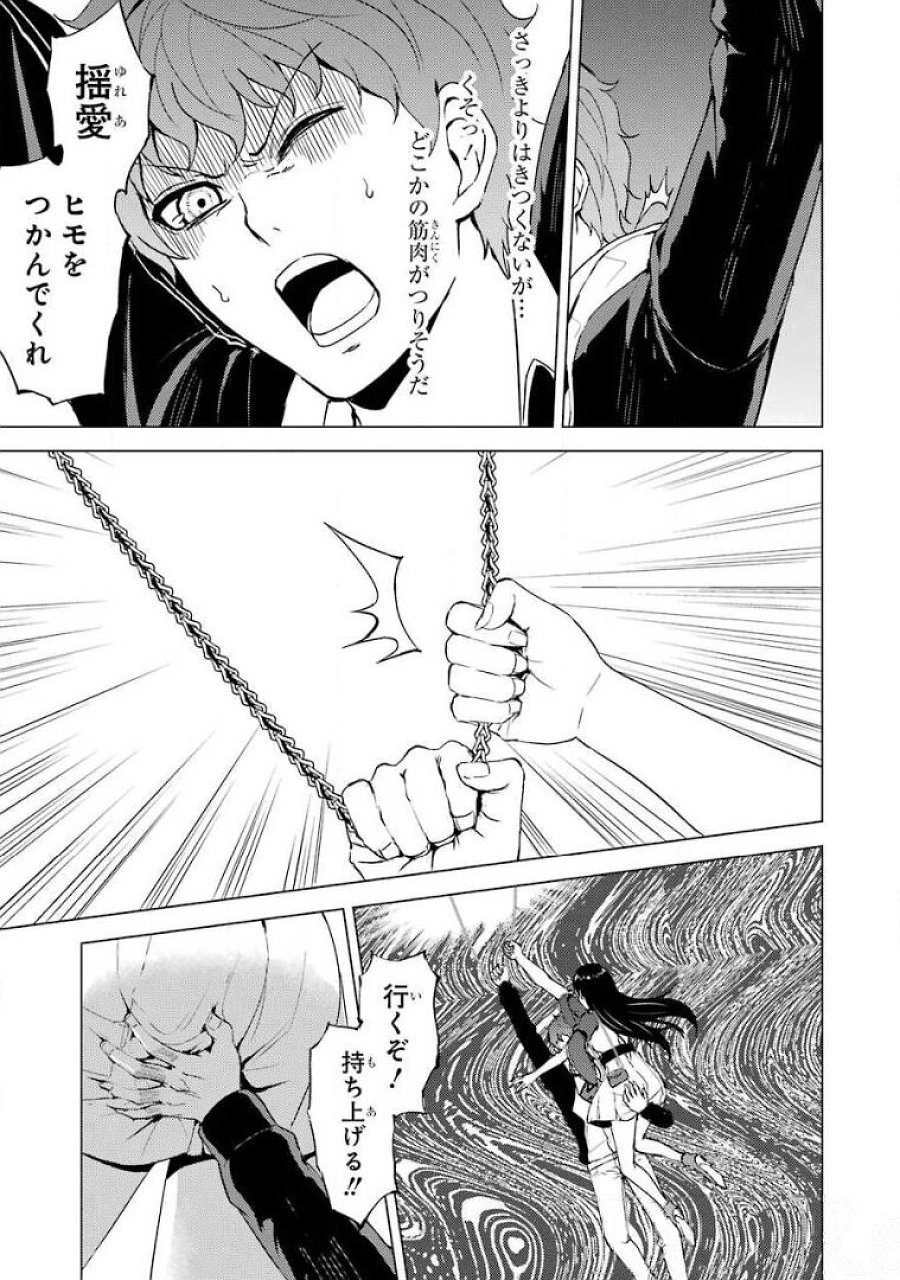 さっきよりはきつくないが…
くそっ！
どこかの筋肉がつりそうだ
揺愛
ヒモを
つかんでくれ
行くぞ！
持ち上げる!!